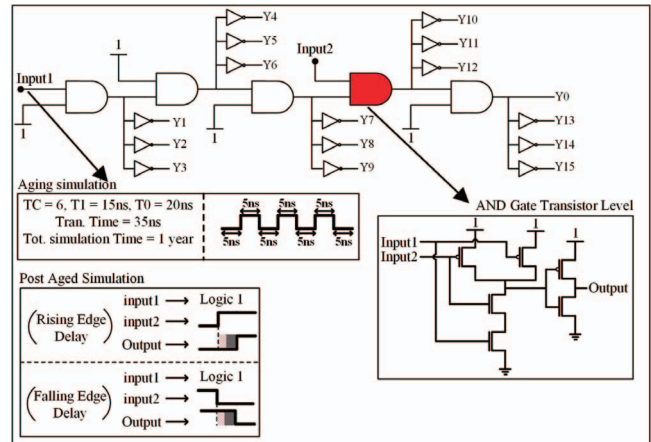 Y4
Y5
Y6
Y10
Y11
Y12
1
Input2
1
Input1
1
1
1
Y0
Y1
Y2
Y3
Y7
Y8
Y9
Y13
Y14
Y15
Aging simulation
TC = 6, T1 = 15ns, T0 = 20ns
Tran. Time = 35ns
Tot. simulation Time = 1 year
5ns 5ns 5ns
5ns 5ns 5ns 5ns
AND Gate Transistor Level
1 1
1
Input1
Input2
Output
Post Aged Simulation
(Rising Edge Delay)
input1 Logic 1
input2
Output
(Falling Edge Delay)
input1 Logic 1
input2
Output